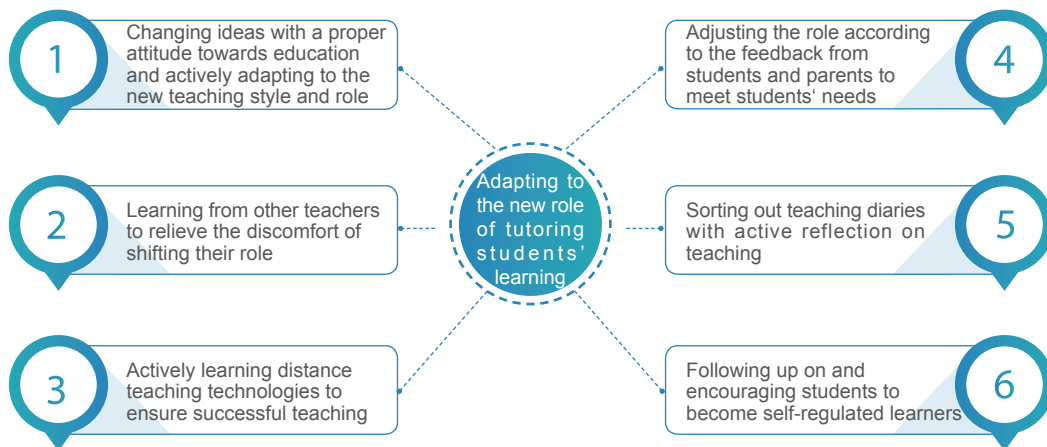 1
Changing ideas with a proper
attitude towards education
and actively adapting to the
new teaching style and role
2
Learning from other teachers
to relieve the discomfort of
shifting their role
3
Actively learning distance
teaching technologies to
ensure successful teaching
Adapting to
the new role
of tutoring
students’
learning
Adjusting the role according
to the feedback from
students and parents to
meet students‘ needs
4
Sorting out teaching diaries
with active reflection on
teaching
5
Following up on and
encouraging students to
become self-regulated learners
6